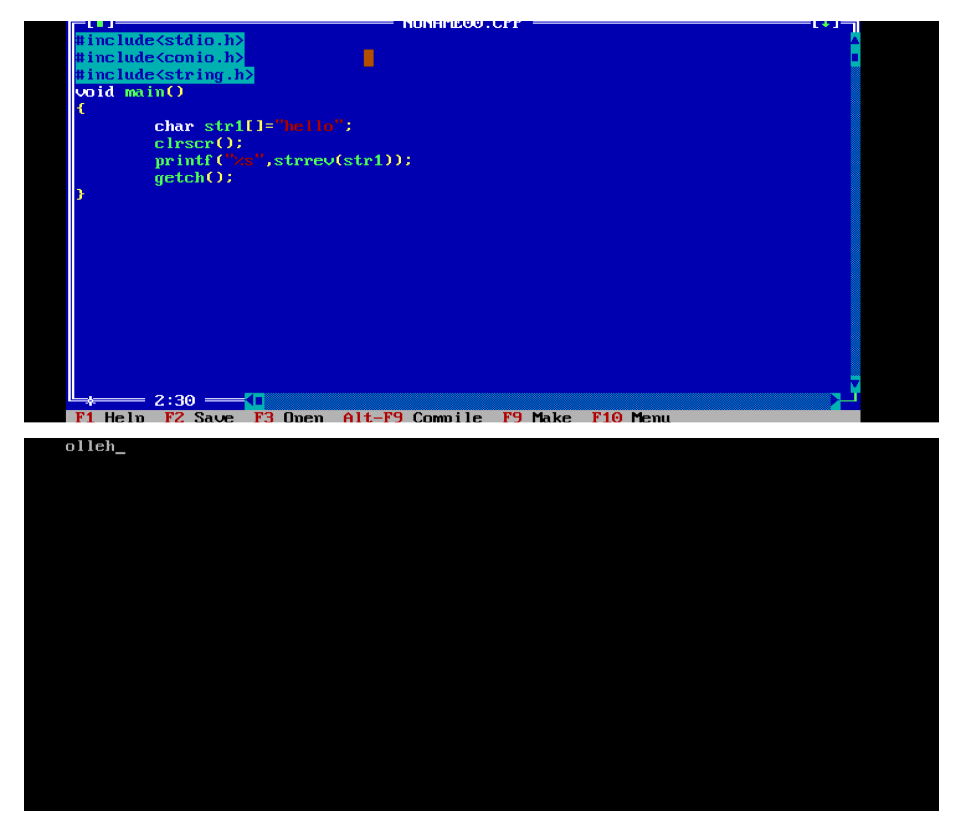 NONAME00.CPP
#include<stdio.h>
#include<conio.h>
#include<string.h>
void main()
{
char str1[]="hello";
clrscr();
printf("%s",strrev(str1));
getch();
}
2:30
F1 Help F2 Save F3 Open Alt-F9 Compile F9 Make F10 Menu
olleh_